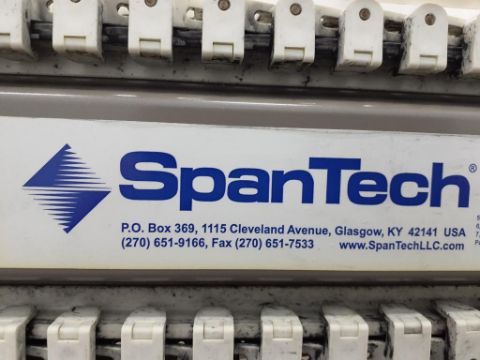 SpanTech®
P.O. Box 369, 1115 Cleveland Avenue, Glasgow, KY 42141 USA
(270) 651-9166, Fax (270) 651-7533 www.SpanTechLLC.com